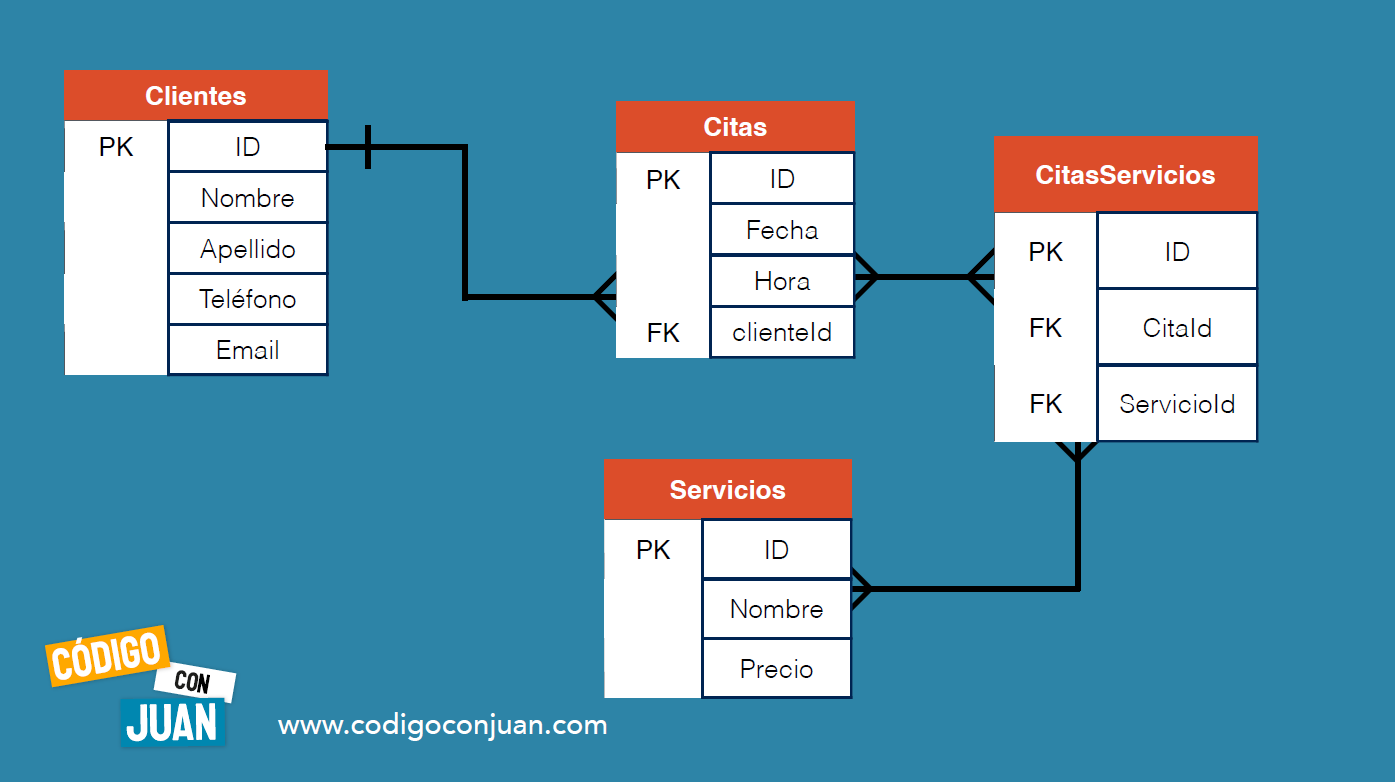 Clientes
PK ID
Nombre
Apellido
Teléfono
Email
Citas
PK ID
Fecha
Hora
FK clienteId
CitasServicios
PK ID
FK CitaId
FK ServicioId
Servicios
PK ID
Nombre
Precio
CÓDIGO
CON
JUAN
www.codigoconjuan.com